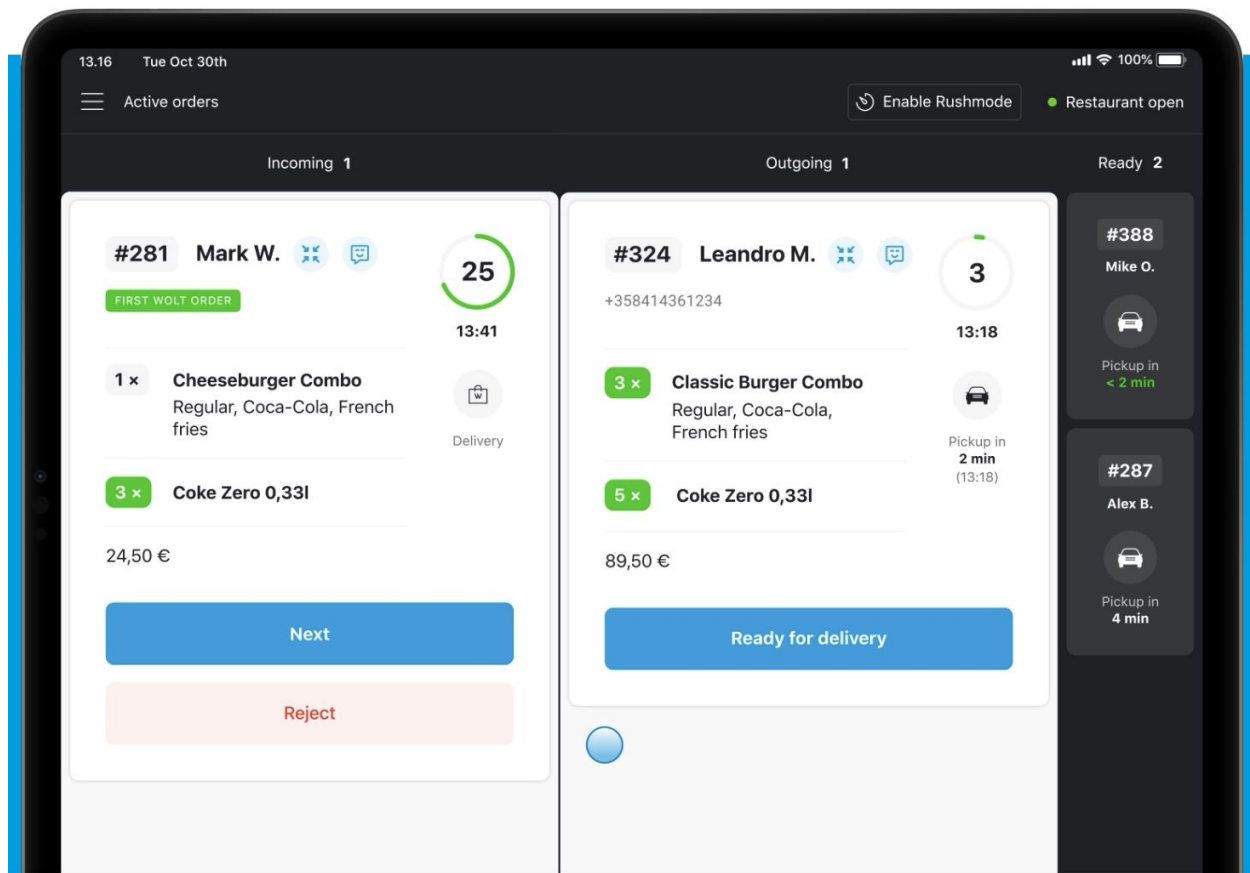 13.16 Tue Oct 30th 100%
Active orders Enable Rushmode Restaurant open
Incoming 1 Outgoing 1 Ready 2
#281 Mark W.
25
FIRST WOLT ORDER
13:41
1 × Cheeseburger Combo
Regular, Coca-Cola, French
fries
Delivery
3 × Coke Zero 0,33l
24,50 €
Next
Reject
#324 Leandro M.
3
+358414361234
13:18
3 × Classic Burger Combo
Regular, Coca-Cola,
French fries
Pickup in
2 min
(13:18)
5 × Coke Zero 0,33l
89,50 €
Ready for delivery
#388
Mike O.
Pickup in
< 2 min
#287
Alex B.
Pickup in
4 min